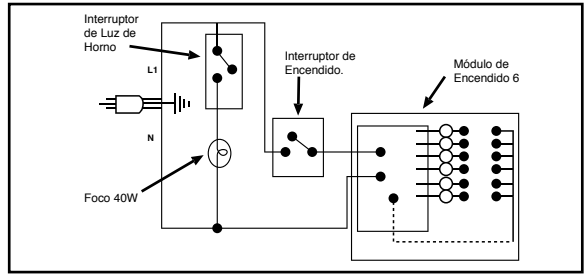 Interruptor
de Luz de
Horno
L1
Interruptor de
Encendido.
Módulo de
Encendido 6
N
Foco 40W